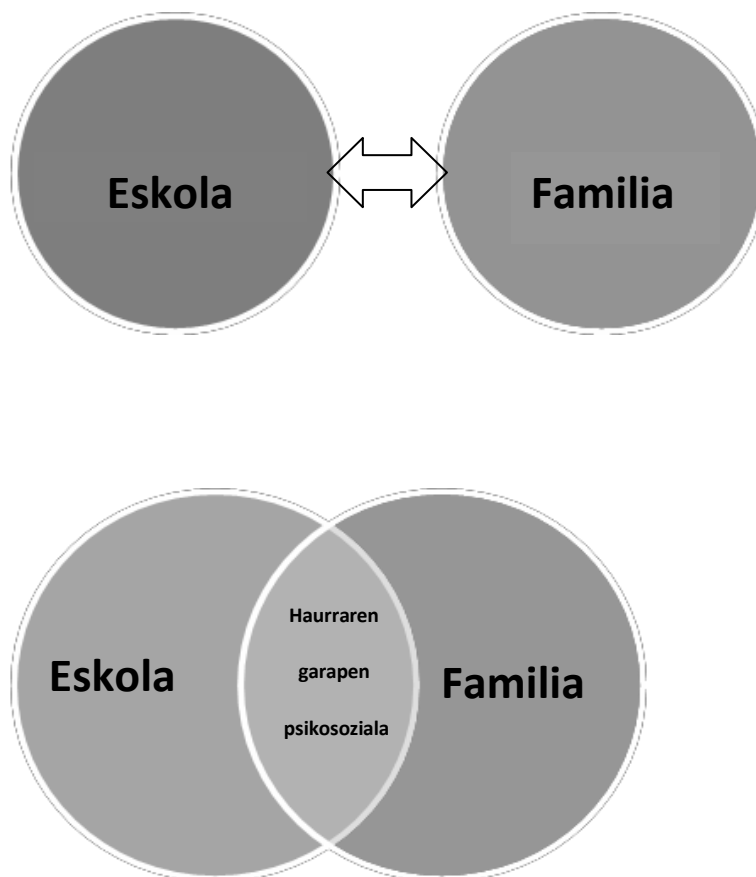 Eskola
Familia
Haurraren
garapen
psikosoziala
Eskola
Familia